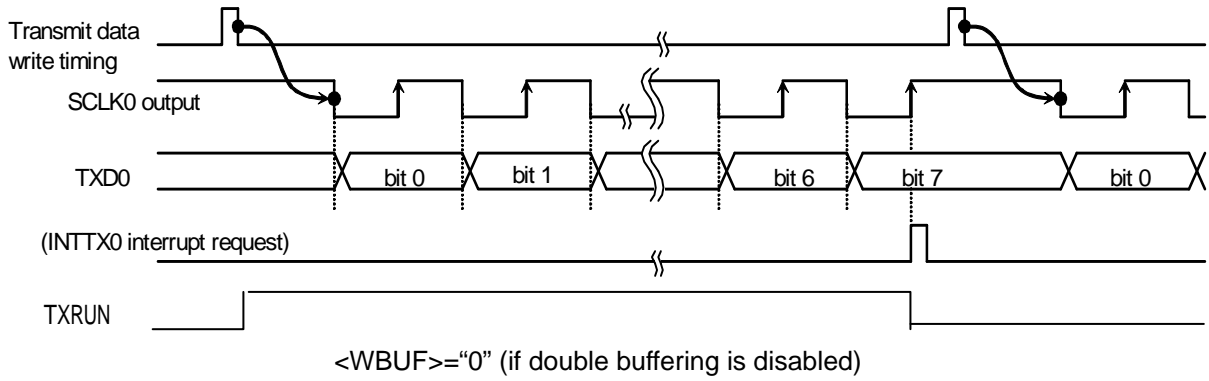 Transmit data
write timing
SCLK0 output
TXD0
bit 0
bit 1
bit 6
bit 7
bit 0
(INTTX0 interrupt request)
TXRUN
<WBUF>=“0” (if double buffering is disabled)